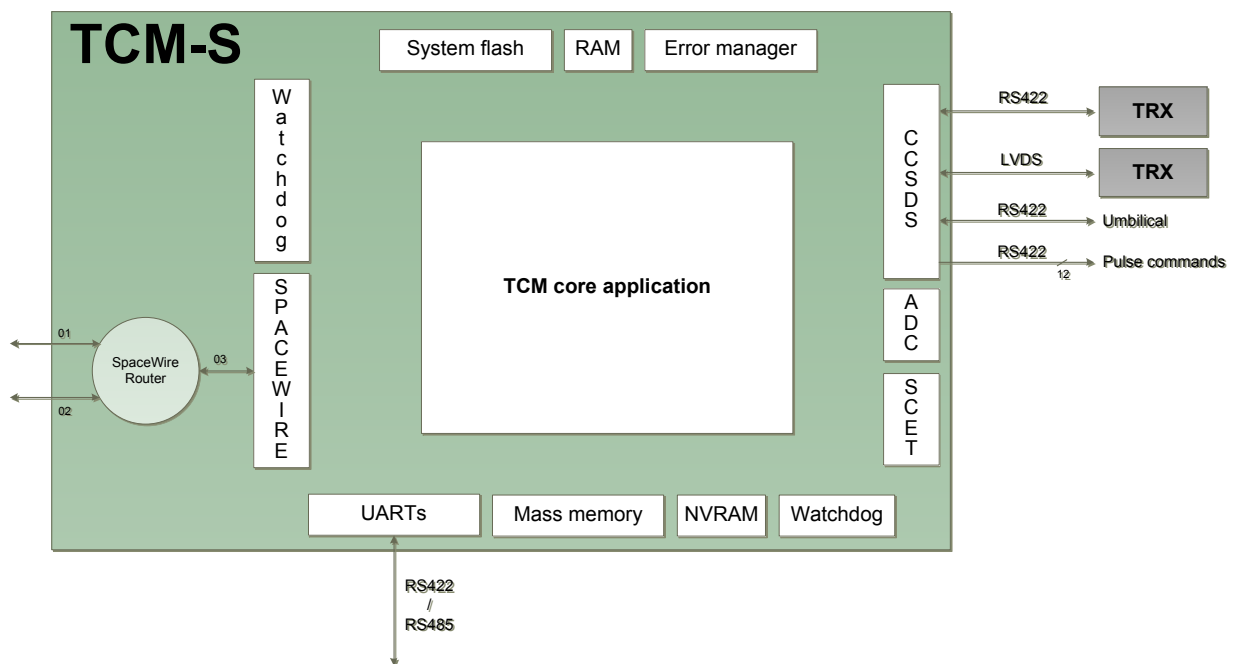 TCM-S
System flash
RAM
Error manager
Watchdog
CCSDS
RS422
TRX
LVDS
TRX
RS422
Umbilical
RS422
12
Pulse commands
TCM core application
SPACEWIRE
01
SpaceWire
Router
03
02
ADC
SCET
UARTs
Mass memory
NVRAM
Watchdog
RS422
/
RS485